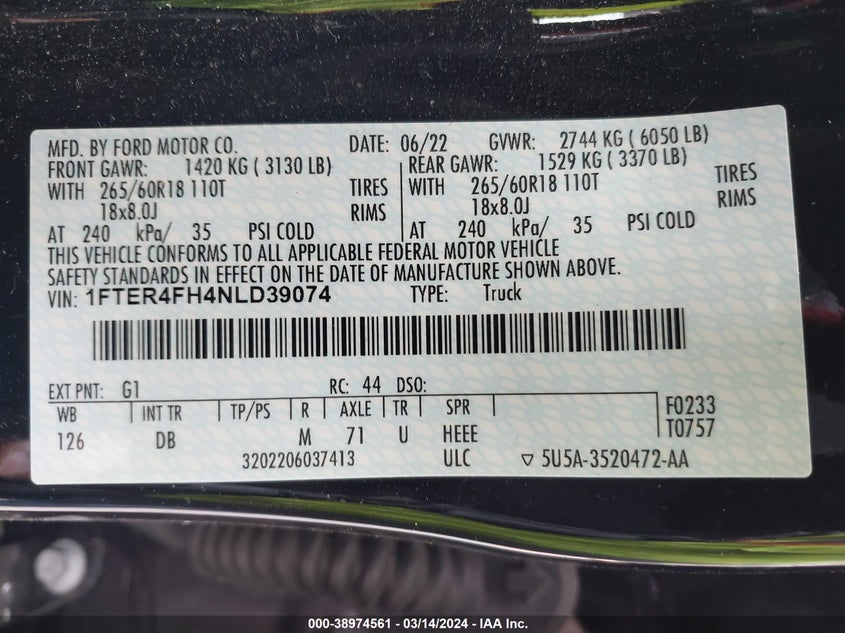 MFD. BY FORD MOTOR CO. DATE: 06/22 GVWR: 2744 KG ( 6050 LB)
FRONT GAWR: 1420 KG ( 3130 LB) REAR GAWR: 1529 KG ( 3370 LB)
WITH 265/60R18 110T TIRES WITH 265/60R18 110T TIRES
18x8.0J RIMS 18x8.0J RIMS
AT 240 kPa/ 35 PSI COLD AT 240 kPa/ 35 PSI COLD
THIS VEHICLE CONFORMS TO ALL APPLICABLE FEDERAL MOTOR VEHICLE
SAFETY STANDARDS IN EFFECT ON THE DATE OF MANUFACTURE SHOWN ABOVE.
VIN: 1FTER4FH4NLD39074 TYPE: Truck
EXT PNT: G1 RC: 44 DSO:
WB INT TR TP/PS R AXLE TR SPR F0233
126 DB M 71 U HEEE T0757
3202206037413 ULC ▽ 5U5A-3520472-AA
000-38974561 - 03/14/2024 - IAA Inc.